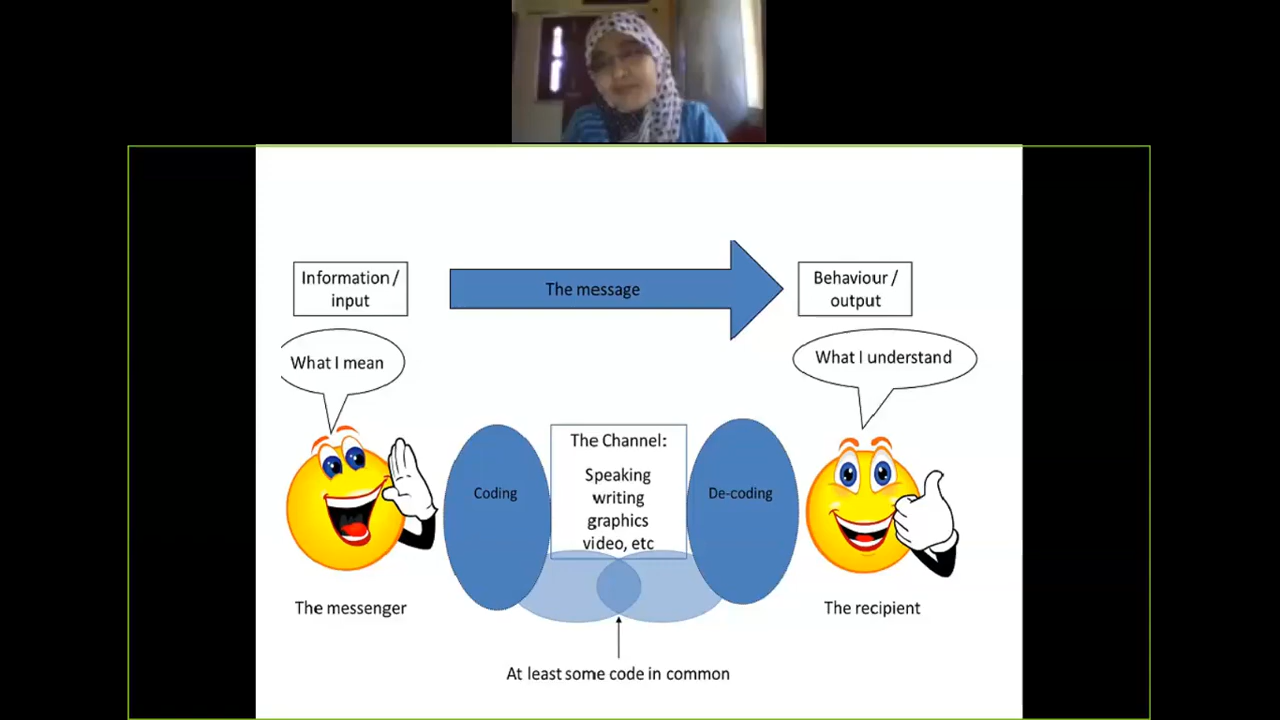 Information /
input
The message
Behaviour /
output
What I mean
What I understand
The Channel:
Speaking
writing
graphics
video, etc
Coding
De-coding
The messenger
The recipient
At least some code in common